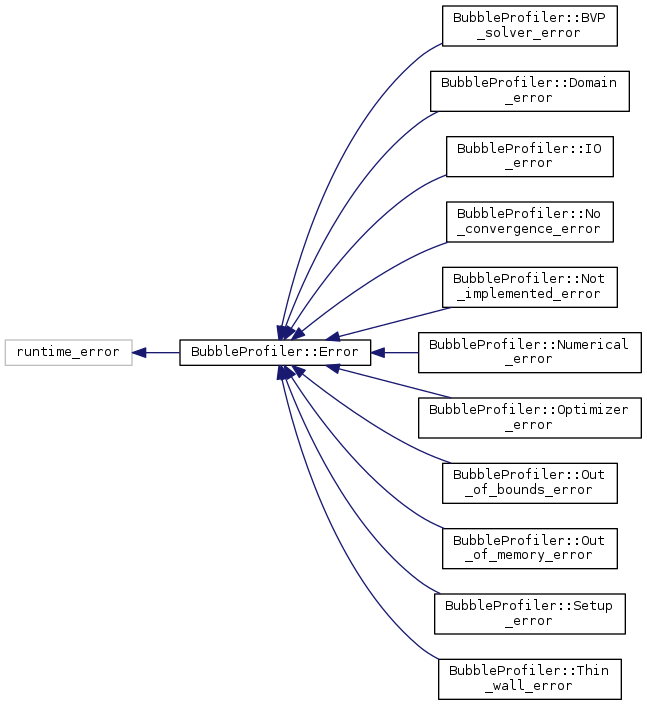 BubbleProfiler::BVP
_solver_error
BubbleProfiler::Domain
_error
BubbleProfiler::IO
_error
BubbleProfiler::No
_convergence_error
BubbleProfiler::Not
_implemented_error
runtime_error
BubbleProfiler::Error
BubbleProfiler::Numerical
_error
BubbleProfiler::Optimizer
_error
BubbleProfiler::Out
_of_bounds_error
BubbleProfiler::Out
_of_memory_error
BubbleProfiler::Setup
_error
BubbleProfiler::Thin
_wall_error